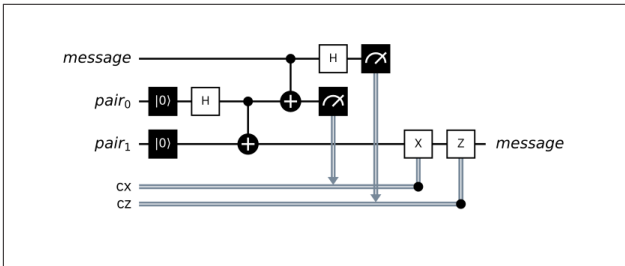 message H
pair₀ |0⟩ H
pair₁ |0⟩ X Z message
cx
cz